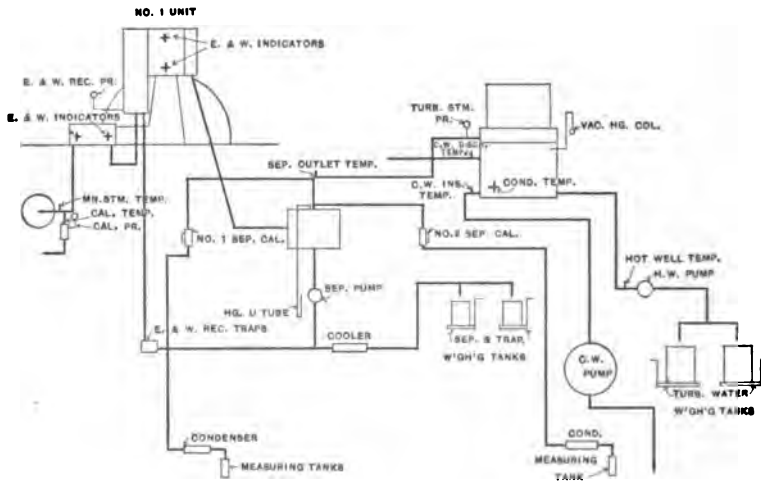 NO. 1 UNIT
E. & W. INDICATORS
E. & W. REC. PR.
E. & W. INDICATORS
TURB. STM.
PR.
VAC. HG. COL.
C.W. DISCH.
TEMP.
SEP. OUTLET TEMP.
C.W. INJ.
TEMP.
COND. TEMP.
MN. STM. TEMP.
CAL. TEMP.
CAL. PR.
NO. 1 SEP. CAL.
NO. 2 SEP. CAL.
HOT WELL TEMP.
H.W. PUMP
SEP. PUMP
HG. U TUBE
E. & W. REC. TRAPS
COOLER
SEP. & TRAP
W'GH'G TANKS
C.W.
PUMP
TURB. WATER
W'GH'G TANKS
CONDENSER
MEASURING TANKS
COND.
MEASURING
TANK